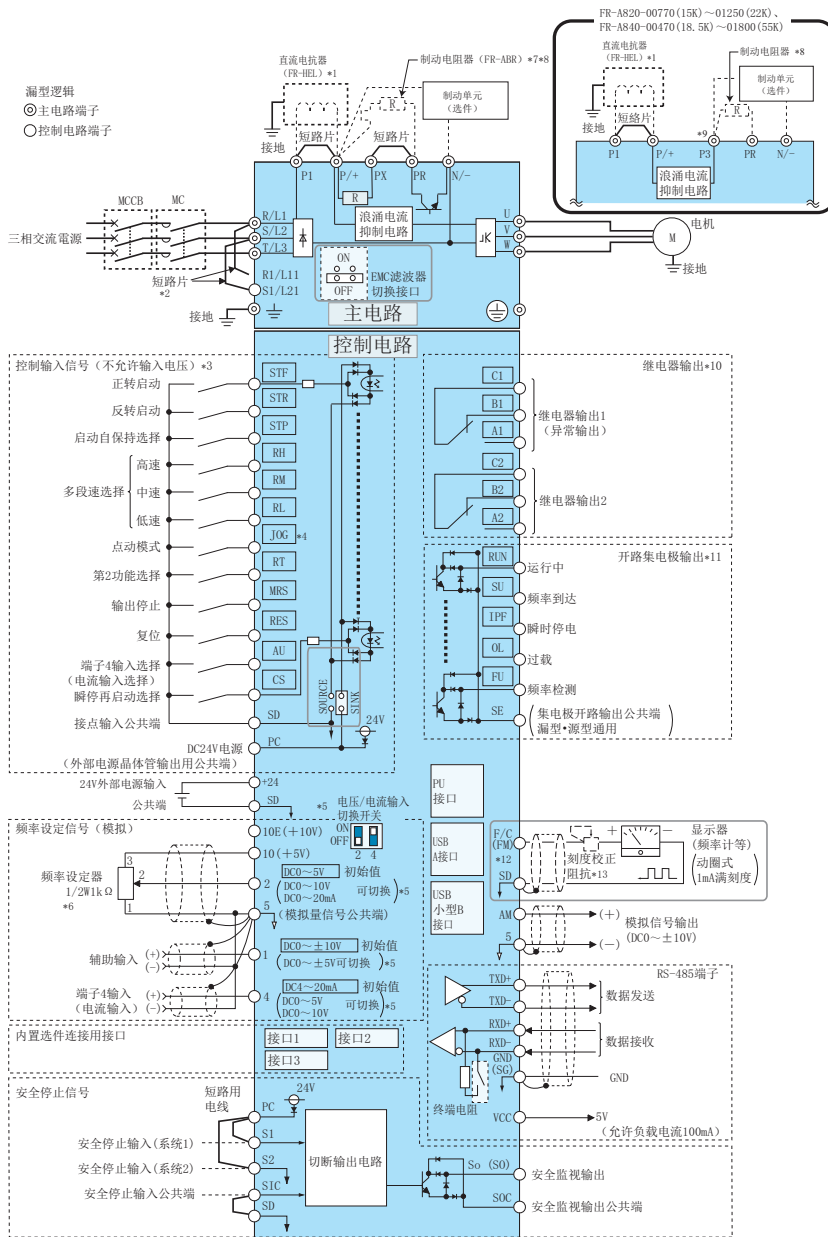 FR-A820-00770(15K)～01250(22K)、
FR-A840-00470(18.5K)～01800(55K)
直流电抗器
（FR-HEL）*1
制动电阻器 *8
制动单元
（选件）
R
接地
短络片
*9
P1
P/+
P3
PR
N/-
浪涌电流
抑制电路
漏型逻辑
主电路端子
控制电路端子
直流电抗器
（FR-HEL）*1
制动电阻器（FR-ABR）*7*8
制动单元
（选件）
R
接地
短路片
短路片
P1
P/+
PX
PR
N/-
R
浪涌电流
抑制电路
MCCB
MC
三相交流電源
R/L1
S/L2
T/L3
R1/L11
S1/L21
短路片
*2
接地
U
V
W
电机
M
接地
ON
OFF
EMC滤波器
切换接口
主电路
控制电路
控制输入信号（不允许输入电压）*3
正转启动
STF
反转启动
STR
启动自保持选择
STP
多段速选择
高速
RH
中速
RM
低速
RL
点动模式
JOG
*4
第2功能选择
RT
输出停止
MRS
复位
RES
端子4输入选择
（电流输入选择）
AU
瞬停再启动选择
CS
接点输入公共端
SD
SOURCE
SINK
24V
DC24V电源
PC
（外部电源晶体管输出用公共端）
继电器输出*10
C1
B1
A1
继电器输出1
（异常输出）
C2
B2
A2
继电器输出2
开路集电极输出*11
RUN
运行中
SU
频率到达
IPF
瞬时停电
OL
过载
FU
频率检测
SE
集电极开路输出公共端
漏型•源型通用
24V外部电源输入
+24
公共端
SD
频率设定信号（模拟）
*5
电压/电流输入
切换开关
ON
OFF
2 4
10E(＋10V)
10(＋5V)
频率设定器
1/2W1kΩ
*6
3
2
1
2
DC0～5V 初始值
DC0～10V
DC0～20mA
可切换
*5
5
(模拟量信号公共端)
辅助输入
(+)
(-)
1
DC0～±10V 初始值
DC0～±5V可切换
*5
端子4输入
（电流输入）
(+)
(-)
4
DC4～20mA 初始值
DC0～5V
DC0～10V
可切换
*5
PU
接口
USB
A接口
USB
小型B
接口
F/C
(FM)
*12
SD
刻度校正
阻抗*13
＋
－
显示器
(频率计等)
动圈式
1mA满刻度
AM
5
(＋)
(－)
模拟信号输出
(DC0～±10V)
RS-485端子
TXD+
TXD-
数据发送
RXD+
RXD-
数据接收
GND
(SG)
GND
终端电阻
VCC
5V
（允许负载电流100mA）
内置选件连接用接口
接口1
接口2
接口3
安全停止信号
短路用
电线
24V
PC
安全停止输入(系统1)
S1
安全停止输入(系统2)
S2
安全停止输入公共端
SIC
SD
切断输出电路
So (SO)
安全监视输出
SOC
安全监视输出公共端